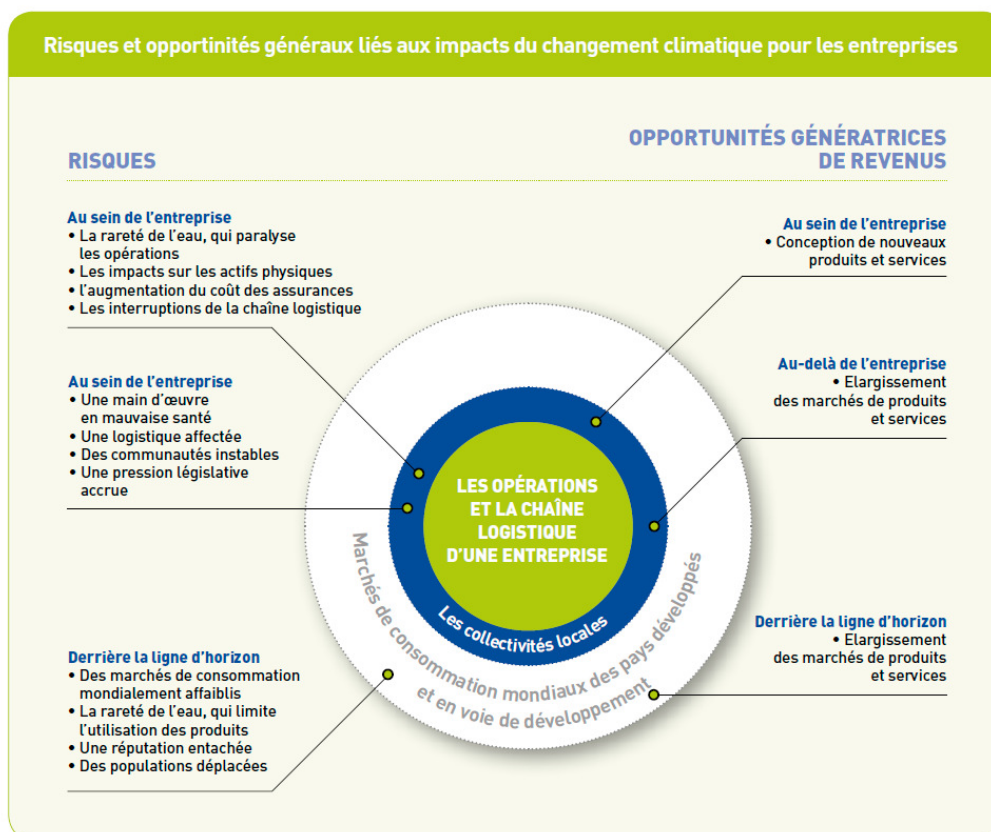 Risques et opportinités généraux liés aux impacts du changement climatique pour les entreprises
RISQUES
OPPORTUNITÉS GÉNÉRATRICES
DE REVENUS
Au sein de l'entreprise
• La rareté de l'eau, qui paralyse
les opérations
• Les impacts sur les actifs physiques
• l'augmentation du coût des assurances
• Les interruptions de la chaîne logistique
Au sein de l'entreprise
• Une main d'œuvre
en mauvaise santé
• Une logistique affectée
• Des communautés instables
• Une pression législative
accrue
Derrière la ligne d'horizon
• Des marchés de consommation
mondialement affaiblis
• La rareté de l'eau, qui limite
l'utilisation des produits
• Une réputation entachée
• Des populations déplacées
LES OPÉRATIONS
ET LA CHAÎNE
LOGISTIQUE
D'UNE ENTREPRISE
Les collectivités locales
Marchés de consommation mondiaux des pays développés
et en voie de développement
Au sein de l'entreprise
• Conception de nouveaux
produits et services
Au-delà de l'entreprise
• Elargissement
des marchés de produits
et services
Derrière la ligne d'horizon
• Elargissement
des marchés de produits
et services